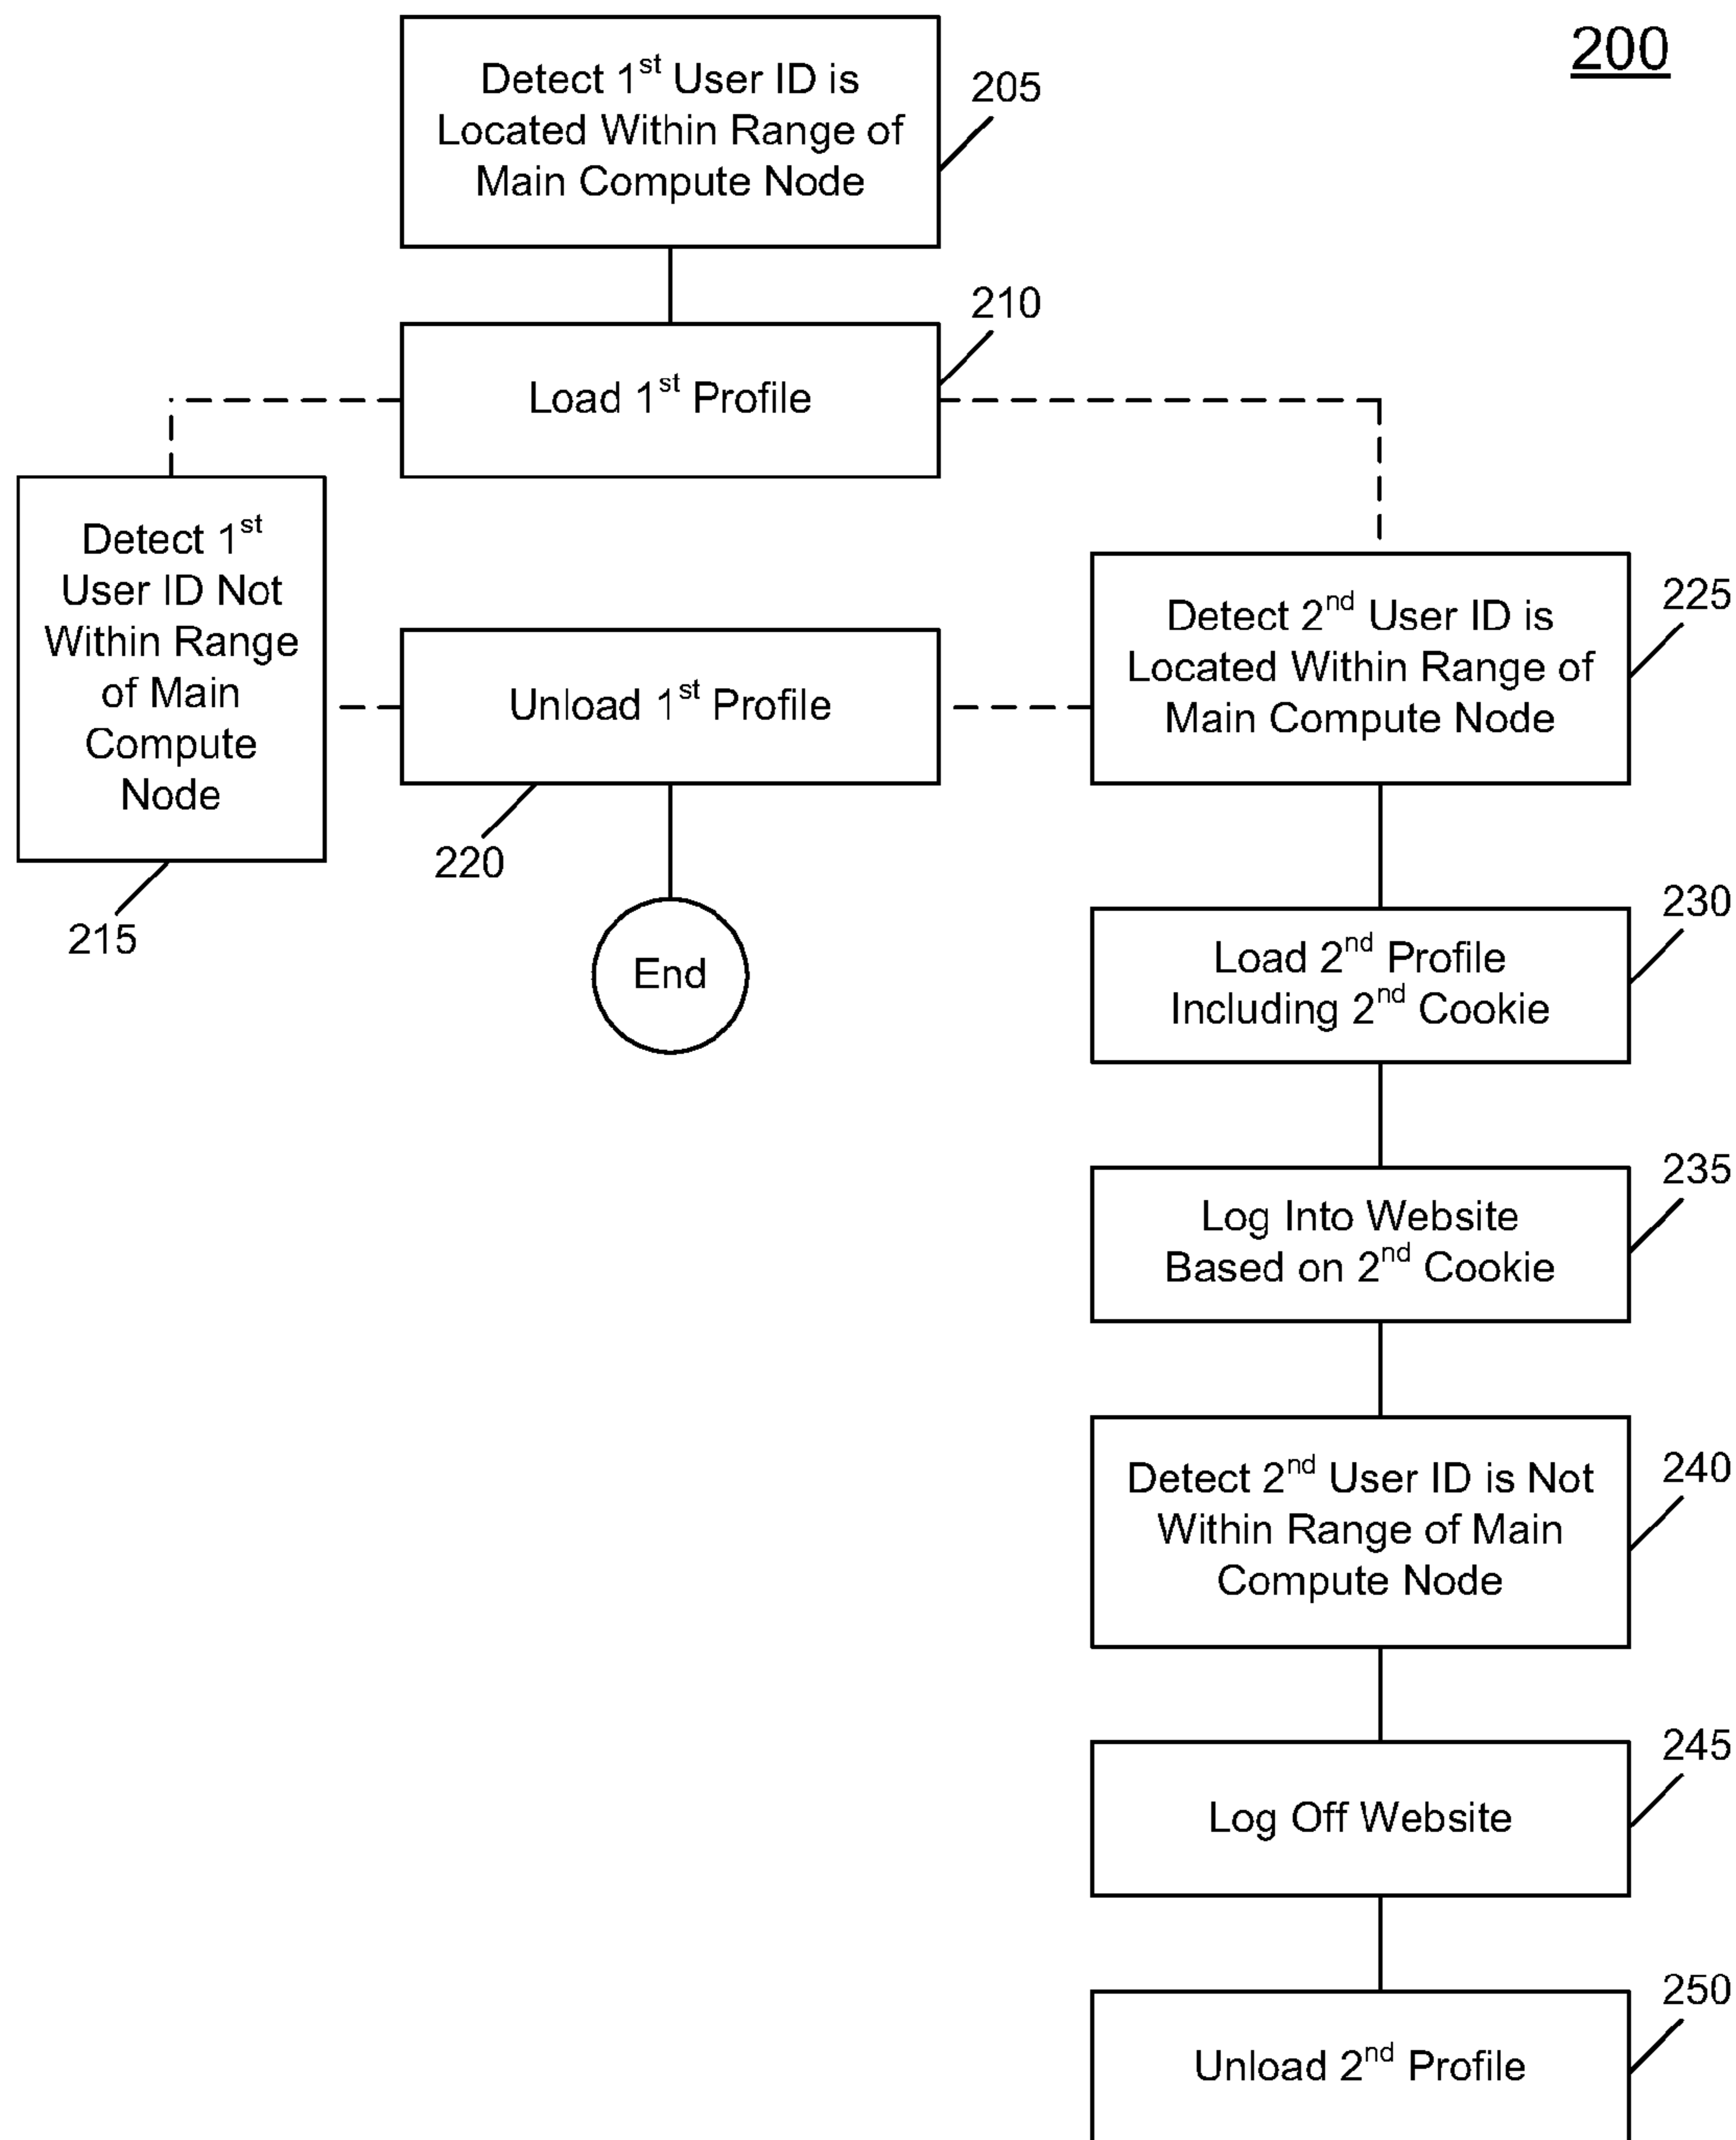 200
Detect 1st User ID is
Located Within Range of
Main Compute Node
205
210
Load 1st Profile
Detect 1st
User ID Not
Within Range
of Main
Compute
Node
215
Unload 1st Profile
220
End
Detect 2nd User ID is
Located Within Range of
Main Compute Node
225
230
Load 2nd Profile
Including 2nd Cookie
235
Log Into Website
Based on 2nd Cookie
240
Detect 2nd User ID is Not
Within Range of Main
Compute Node
245
Log Off Website
250
Unload 2nd Profile